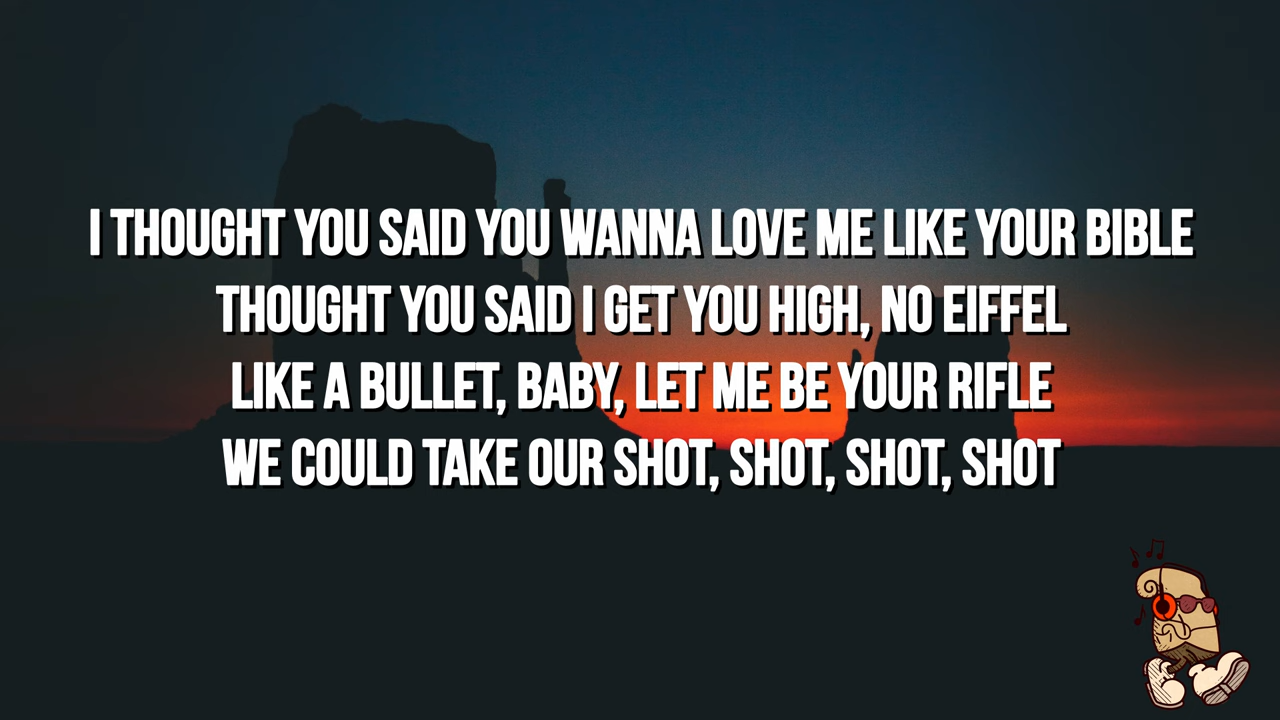 I THOUGHT YOU SAID YOU WANNA LOVE ME LIKE YOUR BIBLE
THOUGHT YOU SAID I GET YOU HIGH, NO EIFFEL
LIKE A BULLET, BABY, LET ME BE YOUR RIFLE
WE COULD TAKE OUR SHOT, SHOT, SHOT, SHOT